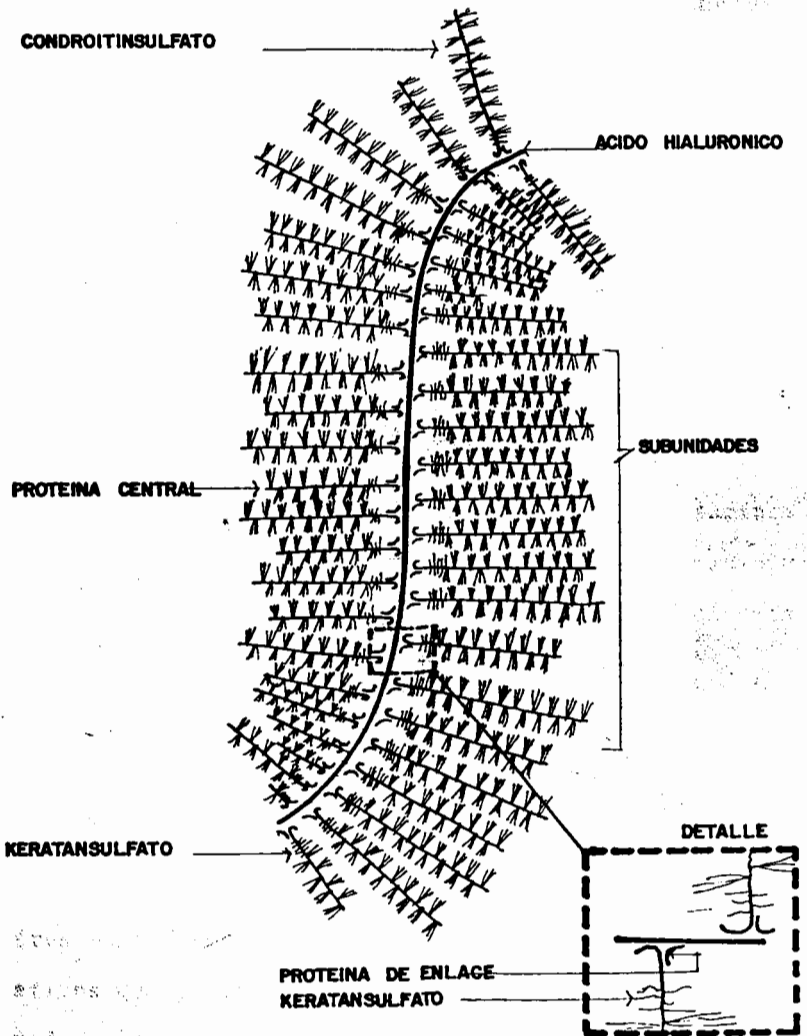 CONDROITINSULFATO
ACIDO HIALURONICO
SUBUNIDADES
PROTEINA CENTRAL
KERATANSULFATO
DETALLE
PROTEINA DE ENLACE
KERATANSULFATO